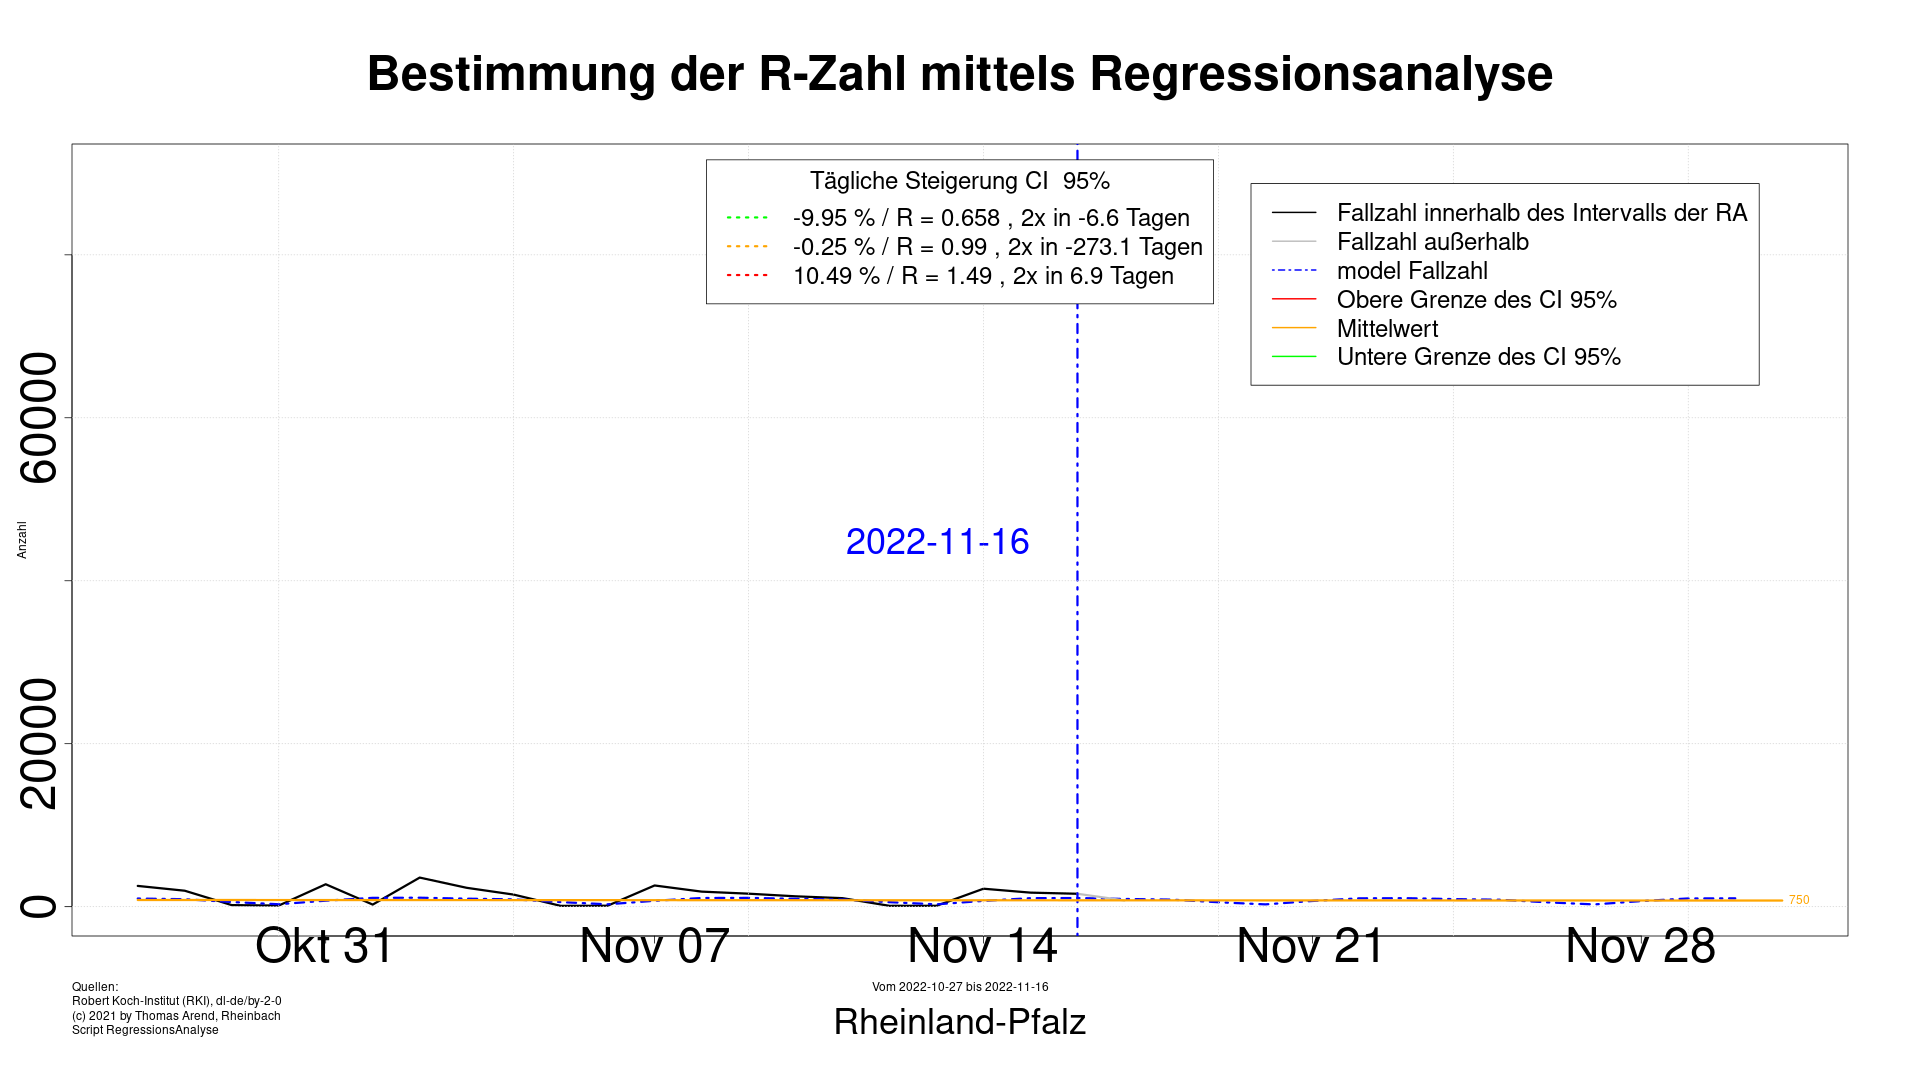 Bestimmung der R-Zahl mittels Regressionsanalyse
Tägliche Steigerung CI  95%
-9.95 % / R = 0.658 , 2x in -6.6 Tagen
-0.25 % / R = 0.99 , 2x in -273.1 Tagen
10.49 % / R = 1.49 , 2x in 6.9 Tagen
Fallzahl innerhalb des Intervalls der RA
Fallzahl außerhalb
model Fallzahl
Obere Grenze des CI 95%
Mittelwert
Untere Grenze des CI 95%
60000
Anzahl
2022-11-16
20000
0
750
Okt 31
Nov 07
Nov 14
Nov 21
Nov 28
Quellen:
Robert Koch-Institut (RKI), dl-de/by-2-0
(c) 2021 by Thomas Arend, Rheinbach
Script RegressionsAnalyse
Vom 2022-10-27 bis 2022-11-16
Rheinland-Pfalz